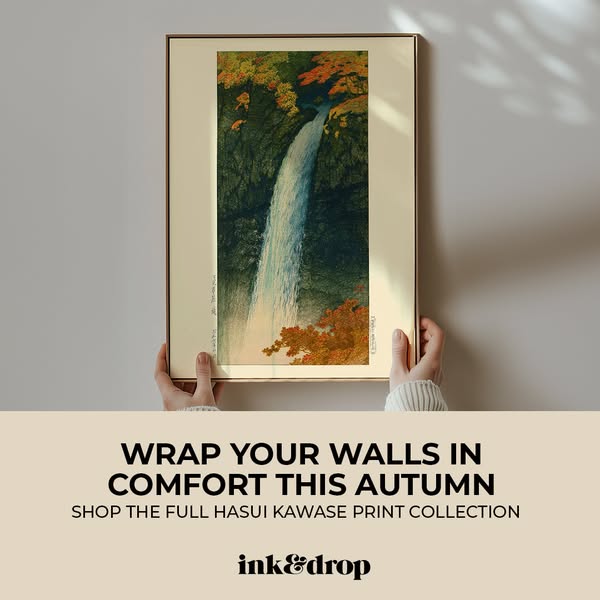 WRAP YOUR WALLS IN
COMFORT THIS AUTUMN
SHOP THE FULL HASUI KAWASE PRINT COLLECTION
ink&drop